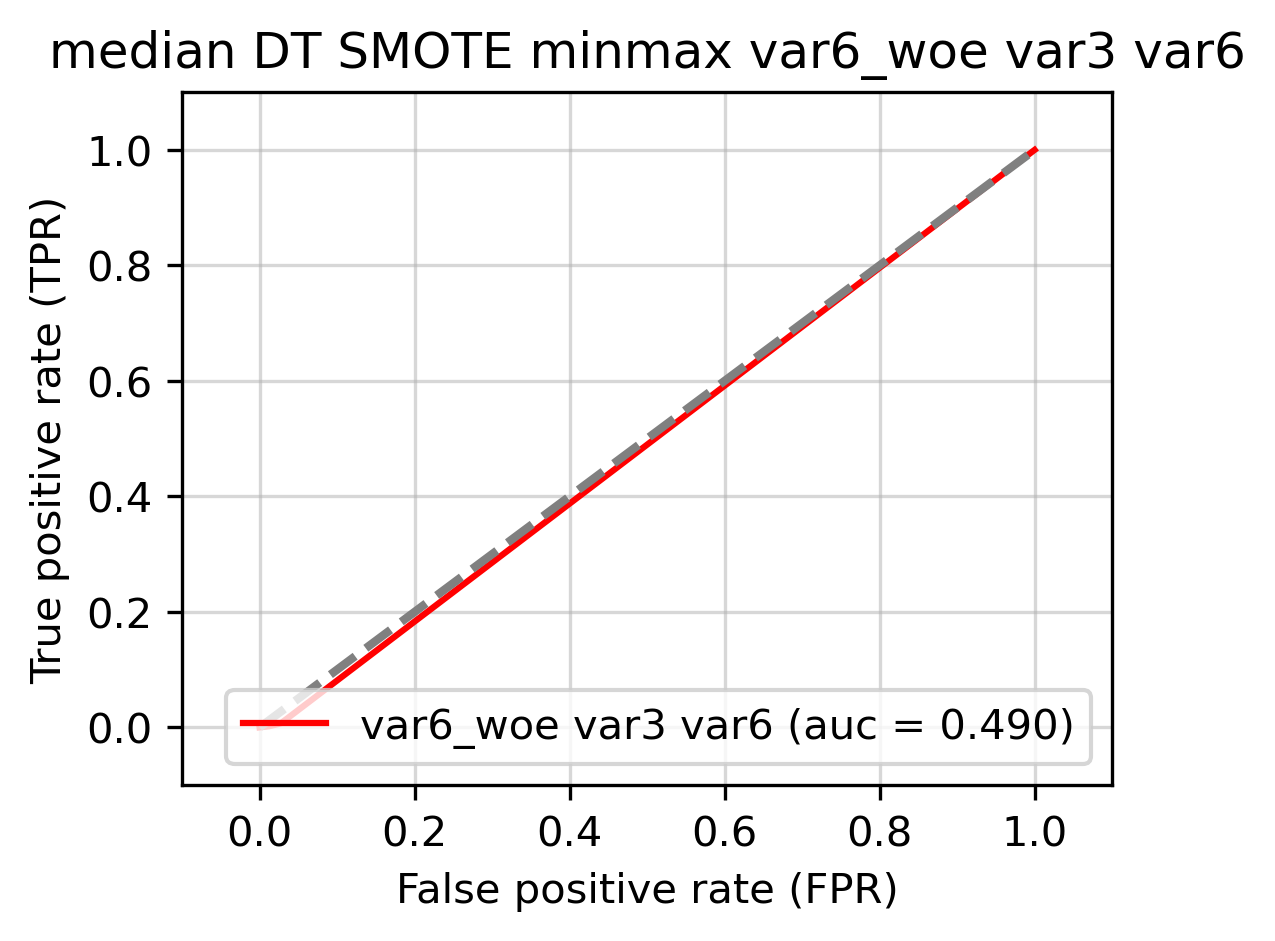 median DT SMOTE minmax var6_woe var3 var6
True positive rate (TPR)
1.0
0.8
0.6
0.4
0.2
0.0
var6_woe var3 var6 (auc = 0.490)
0.0 0.2 0.4 0.6 0.8 1.0
False positive rate (FPR)